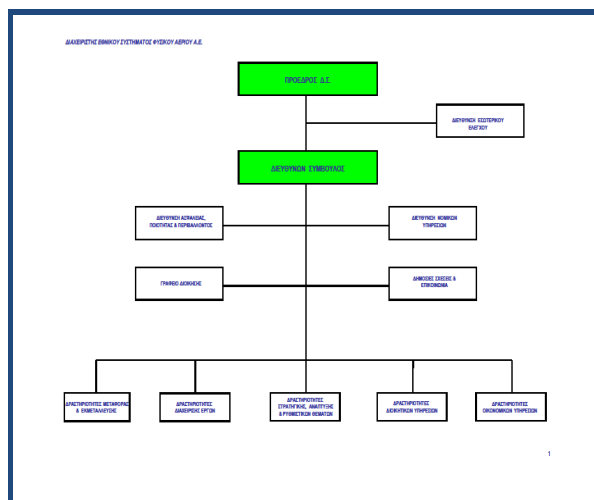 ΔΙΑΧΕΙΡΙΣΤΗΣ ΕΘΝΙΚΟΥ ΣΥΣΤΗΜΑΤΟΣ ΦΥΣΙΚΟΥ ΑΕΡΙΟΥ Α.Ε.
ΠΡΟΕΔΡΟΣ Δ.Σ.
ΔΙΕΥΘΥΝΣΗ ΕΣΩΤΕΡΙΚΟΥ
ΕΛΕΓΧΟΥ
ΔΙΕΥΘΥΝΩΝ ΣΥΜΒΟΥΛΟΣ
ΔΙΕΥΘΥΝΣΗ ΑΣΦΑΛΕΙΑΣ,
ΠΟΙΟΤΗΤΑΣ & ΠΕΡΙΒΑΛΛΟΝΤΟΣ
ΔΙΕΥΘΥΝΣΗ ΝΟΜΙΚΩΝ
ΥΠΗΡΕΣΙΩΝ
ΓΡΑΦΕΙΟ ΔΙΟΙΚΗΣΗΣ
ΔΗΜΟΣΙΕΣ ΣΧΕΣΕΙΣ &
ΕΠΙΚΟΙΝΩΝΙΑ
ΔΡΑΣΤΗΡΙΟΤΗΤΕΣ ΜΕΤΑΦΟΡΑΣ
& ΕΚΜΕΤΑΛΛΕΥΣΗΣ
ΔΡΑΣΤΗΡΙΟΤΗΤΕΣ
ΔΙΑΧΕΙΡΙΣΗΣ ΕΡΓΩΝ
ΔΡΑΣΤΗΡΙΟΤΗΤΕΣ
ΣΤΡΑΤΗΓΙΚΗΣ, ΑΝΑΠΤΥΞΗΣ
& ΡΥΘΜΙΣΤΙΚΩΝ ΘΕΜΑΤΩΝ
ΔΡΑΣΤΗΡΙΟΤΗΤΕΣ
ΔΙΟΙΚΗΤΙΚΩΝ ΥΠΗΡΕΣΙΩΝ
ΔΡΑΣΤΗΡΙΟΤΗΤΕΣ
ΟΙΚΟΝΟΜΙΚΩΝ ΥΠΗΡΕΣΙΩΝ
1